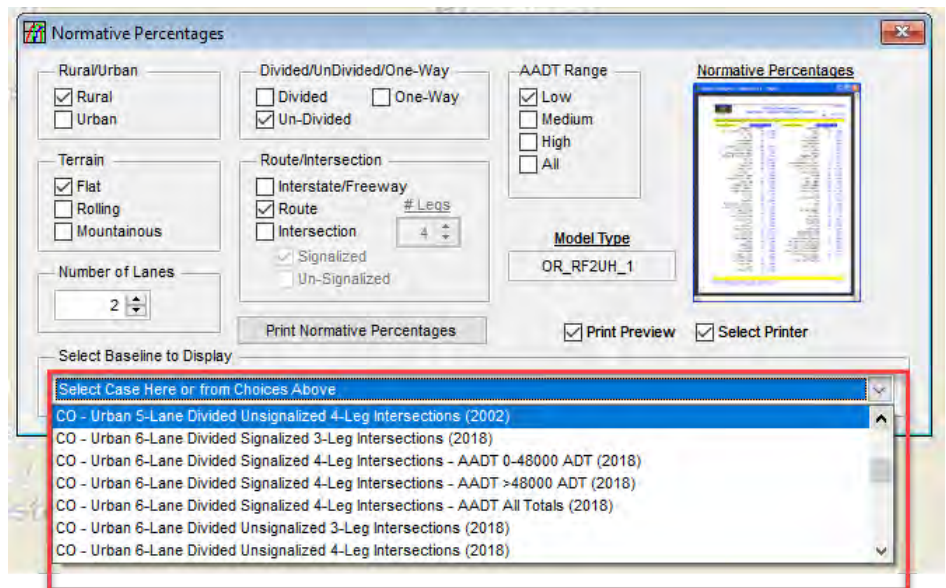 Normative Percentages
Rural/Urban
Rural
Urban
Divided/UnDivided/One-Way
Divided
One-Way
Un-Divided
AADT Range
Low
Medium
High
All
Normative Percentages
Terrain
Flat
Rolling
Mountainous
Route/Intersection
Interstate/Freeway
Route
# Legs
Intersection
4
Signalized
Un-Signalized
Model Type
OR_RF2UH_1
Number of Lanes
2
Print Normative Percentages
Print Preview
Select Printer
Select Baseline to Display
Select Case Here or from Choices Above
CO - Urban 5-Lane Divided Unsignalized 4-Leg Intersections (2002)
CO - Urban 6-Lane Divided Signalized 3-Leg Intersections (2018)
CO - Urban 6-Lane Divided Signalized 4-Leg Intersections - AADT 0-48000 ADT (2018)
CO - Urban 6-Lane Divided Signalized 4-Leg Intersections - AADT >48000 ADT (2018)
CO - Urban 6-Lane Divided Signalized 4-Leg Intersections - AADT All Totals (2018)
CO - Urban 6-Lane Divided Unsignalized 3-Leg Intersections (2018)
CO - Urban 6-Lane Divided Unsignalized 4-Leg Intersections (2018)